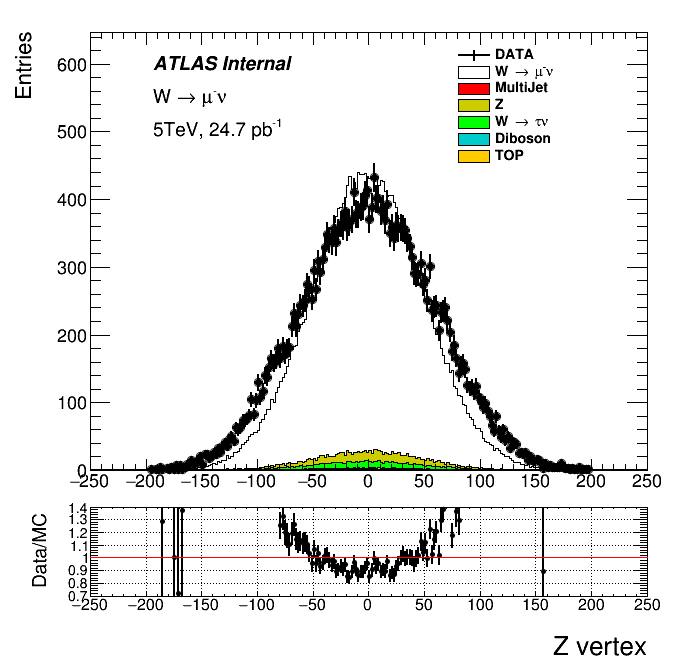 Entries
600
500
400
300
200
100
0
ATLAS Internal
W → μ⁻ν
5TeV, 24.7 pb⁻¹
DATA
W → μ⁻ν
MultiJet
Z
W → τν
Diboson
TOP
−250 −200 −150 −100 −50 0 50 100 150 200 250
Data/MC
1.4
1.3
1.2
1.1
1
0.9
0.8
0.7
−250 −200 −150 −100 −50 0 50 100 150 200 250
Z vertex